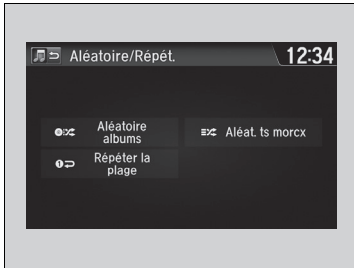 Aléatoire/Répét.
12:34
Aléatoire
albums
Aléat. ts morcx
Répéter la
plage